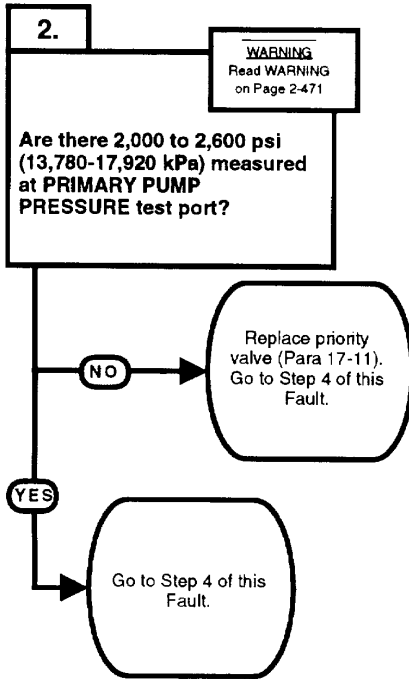 2.
WARNING
Read WARNING
on Page 2-471
Are there 2,000 to 2,600 psi
(13,780-17,920 kPa) measured
at PRIMARY PUMP
PRESSURE test port?
NO
Replace priority
valve (Para 17-11).
Go to Step 4 of this
Fault.
YES
Go to Step 4 of this
Fault.